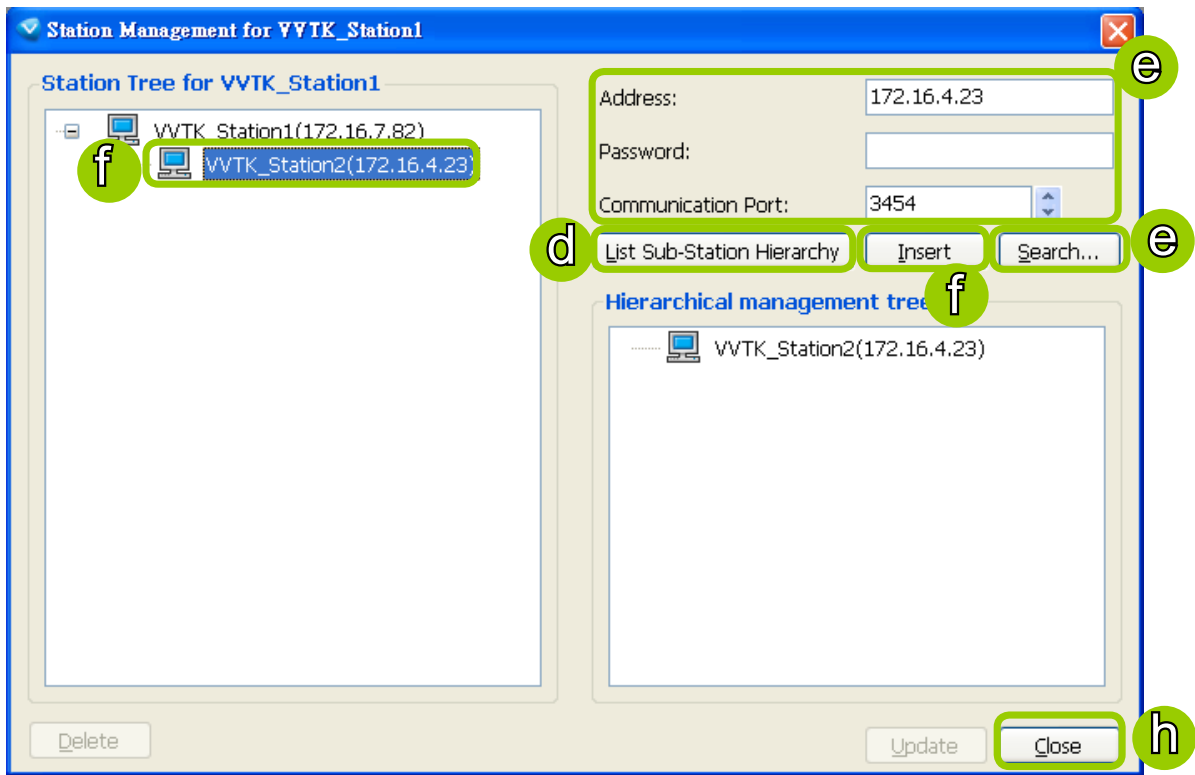 Station Management for VVTK_Station1
e
Station Tree for VVTK_Station1
VVTK_Station1(172.16.7.82)
f
VVTK_Station2(172.16.4.23)
Address:
172.16.4.23
Password:
Communication Port:
3454
d
List Sub-Station Hierarchy
Insert
Search...
e
f
Hierarchical management tree
VVTK_Station2(172.16.4.23)
Delete
Update
Close
h